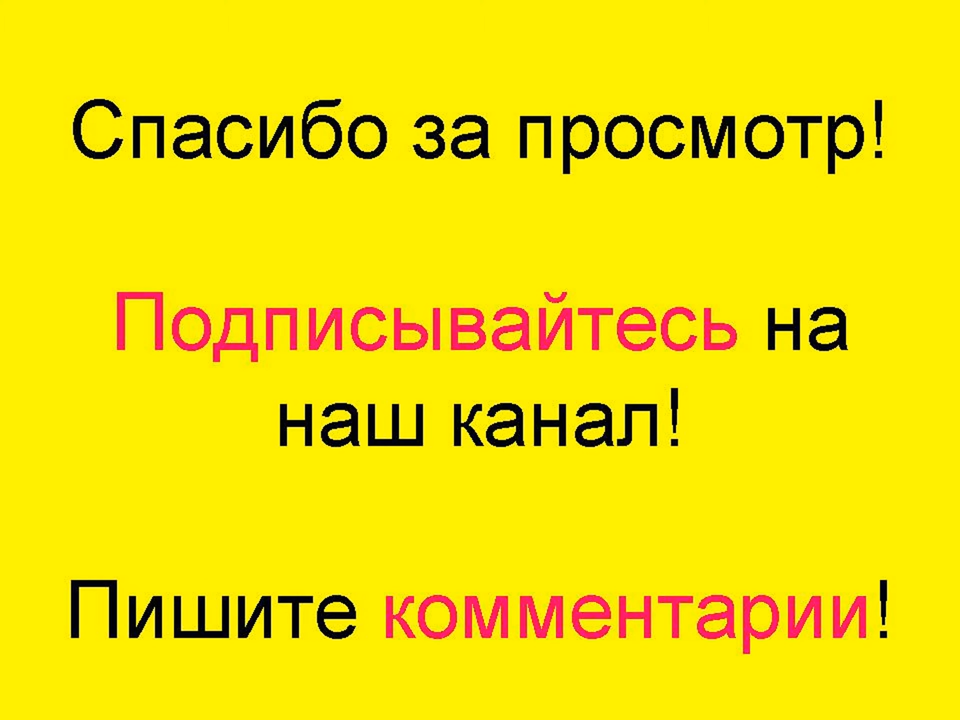 Спасибо за просмотр!
Подписывайтесь на
наш канал!
Пишите комментарии!